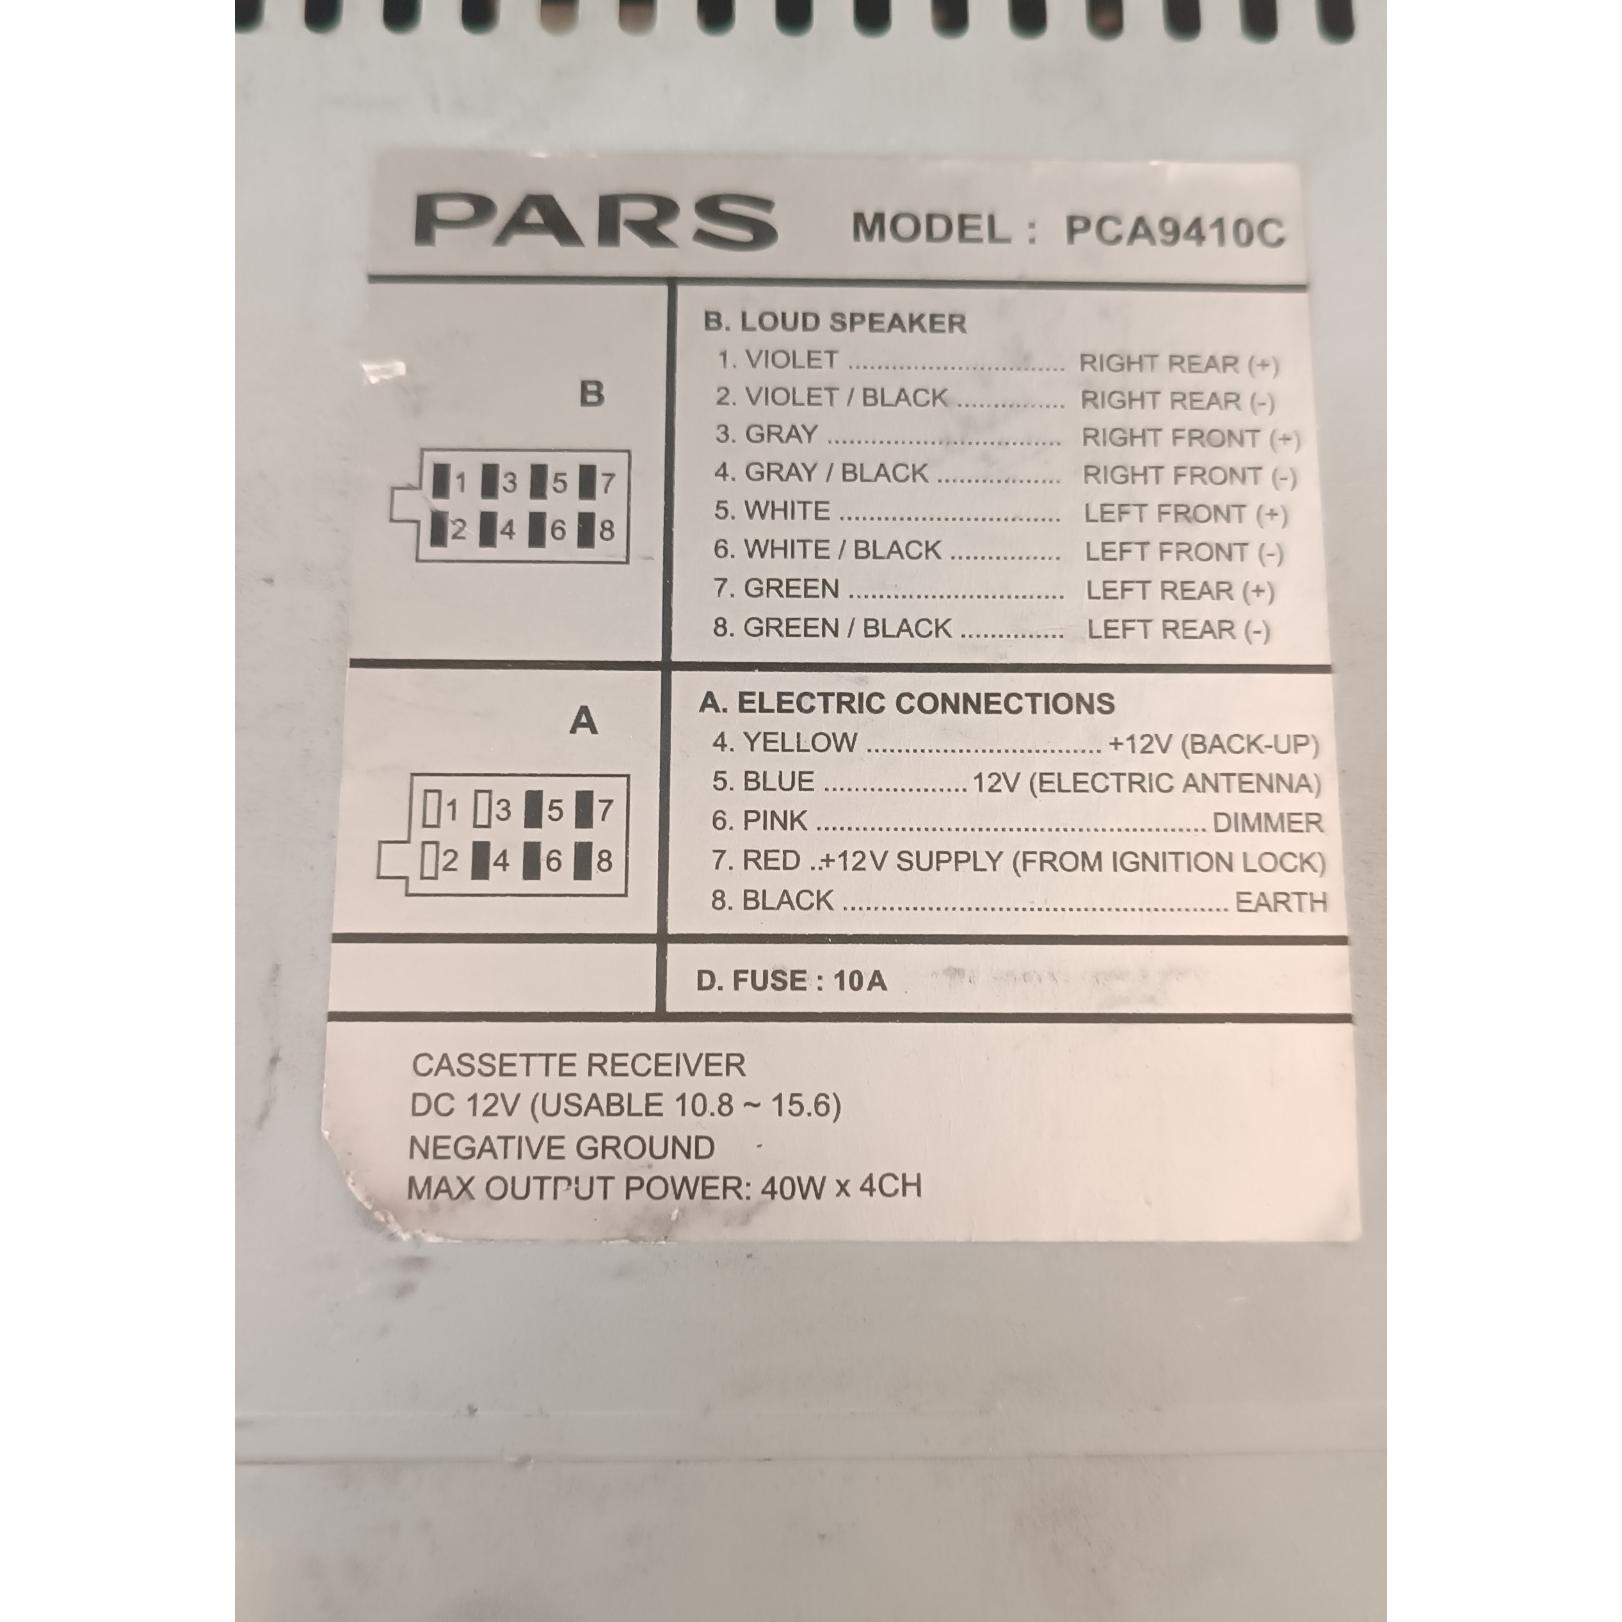 PARS MODEL : PCA9410C
B
1 3 5 7
2 4 6 8
B. LOUD SPEAKER
1. VIOLET .............................. RIGHT REAR (+)
2. VIOLET / BLACK ............... RIGHT REAR (-)
3. GRAY ................................ RIGHT FRONT (+)
4. GRAY / BLACK ................. RIGHT FRONT (-)
5. WHITE .............................. LEFT FRONT (+)
6. WHITE / BLACK ............... LEFT FRONT (-)
7. GREEN ............................. LEFT REAR (+)
8. GREEN / BLACK .............. LEFT REAR (-)
A
1 3 5 7
2 4 6 8
A. ELECTRIC CONNECTIONS
4. YELLOW ............................... +12V (BACK-UP)
5. BLUE ................... 12V (ELECTRIC ANTENNA)
6. PINK .................................................... DIMMER
7. RED ..+12V SUPPLY (FROM IGNITION LOCK)
8. BLACK ................................................... EARTH
D. FUSE : 10A
CASSETTE RECEIVER
DC 12V (USABLE 10.8 ~ 15.6)
NEGATIVE GROUND
MAX OUTPUT POWER: 40W x 4CH